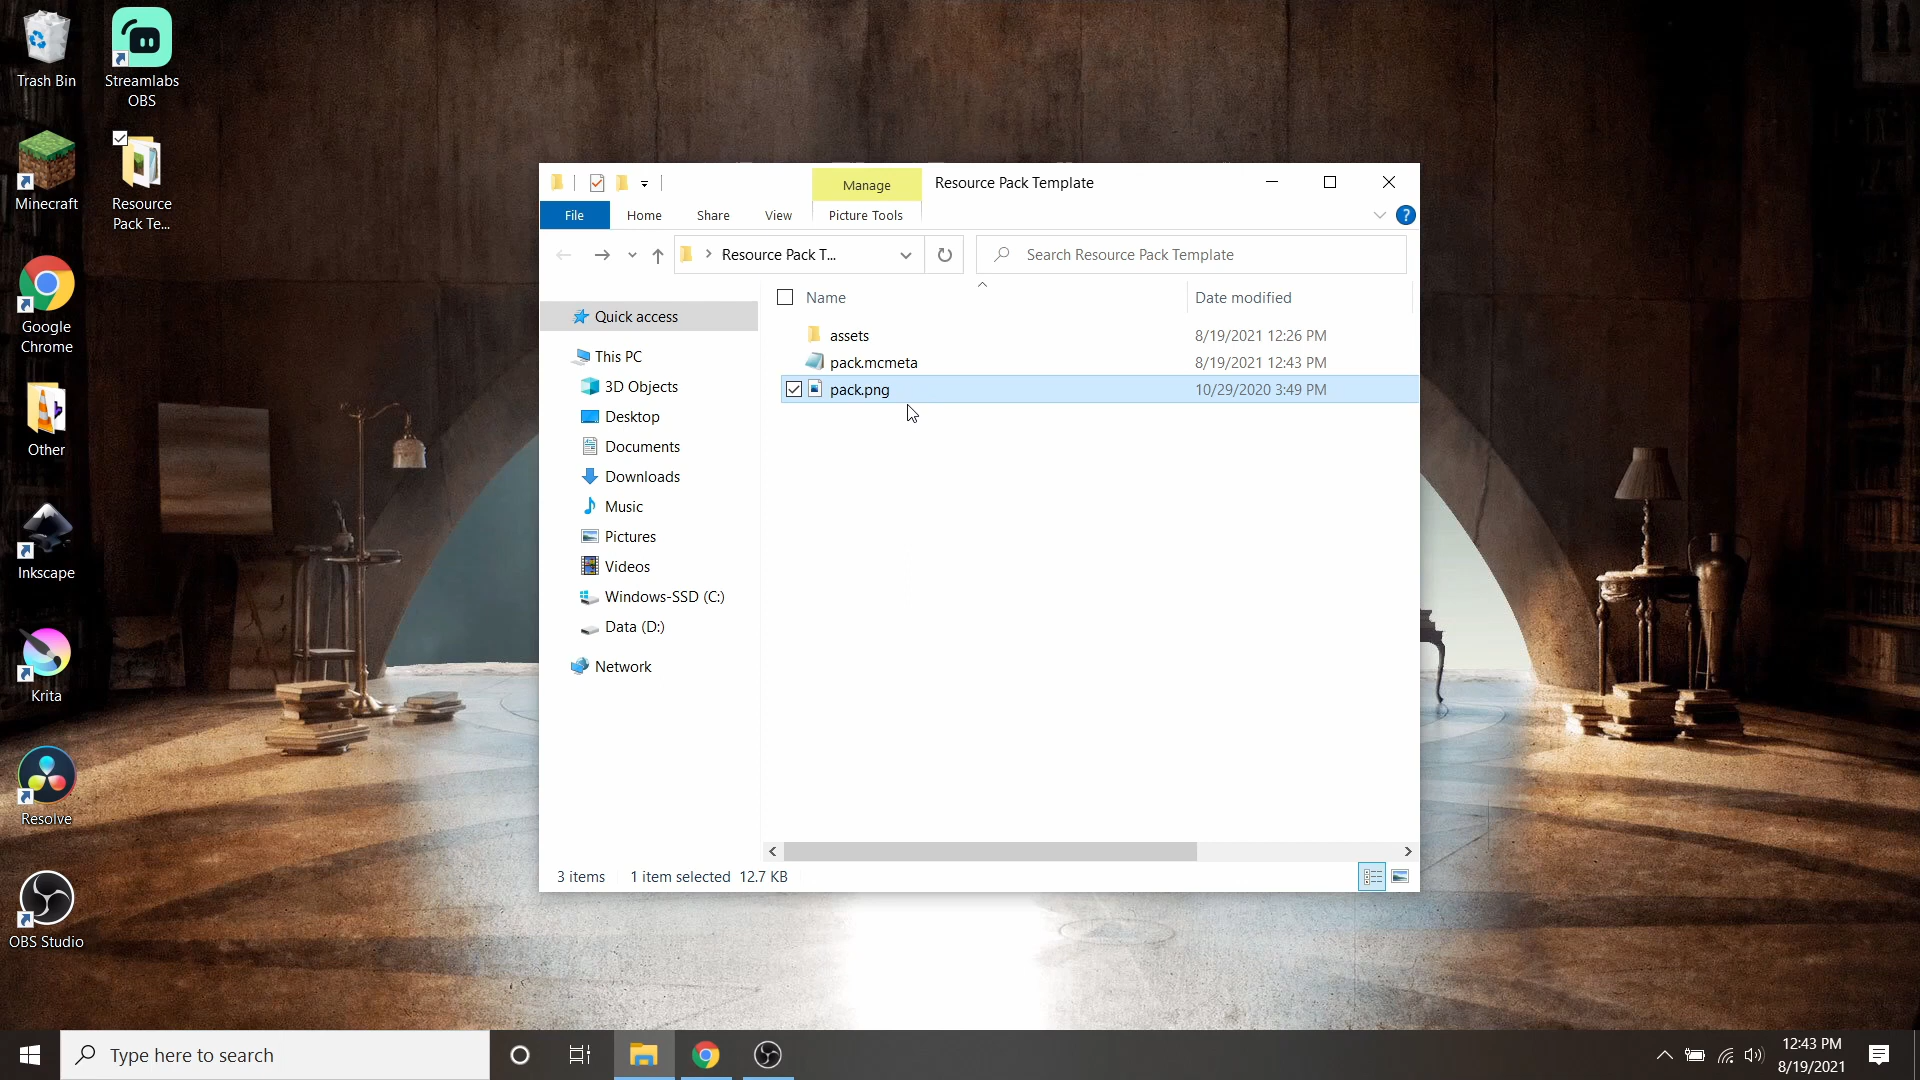 Trash Bin
Streamlabs
OBS
Minecraft
Resource
Pack Te...
Google
Chrome
Other
Inkscape
Krita
Resolve
OBS Studio
Manage
Resource Pack Template
File
Home
Share
View
Picture Tools
?
Resource Pack T...
Search Resource Pack Template
Name
Date modified
Quick access
This PC
3D Objects
Desktop
Documents
Downloads
Music
Pictures
Videos
Windows-SSD (C:)
Data (D:)
Network
assets
8/19/2021 12:26 PM
pack.mcmeta
8/19/2021 12:43 PM
pack.png
10/29/2020 3:49 PM
3 items
1 item selected 12.7 KB
Type here to search
12:43 PM
8/19/2021